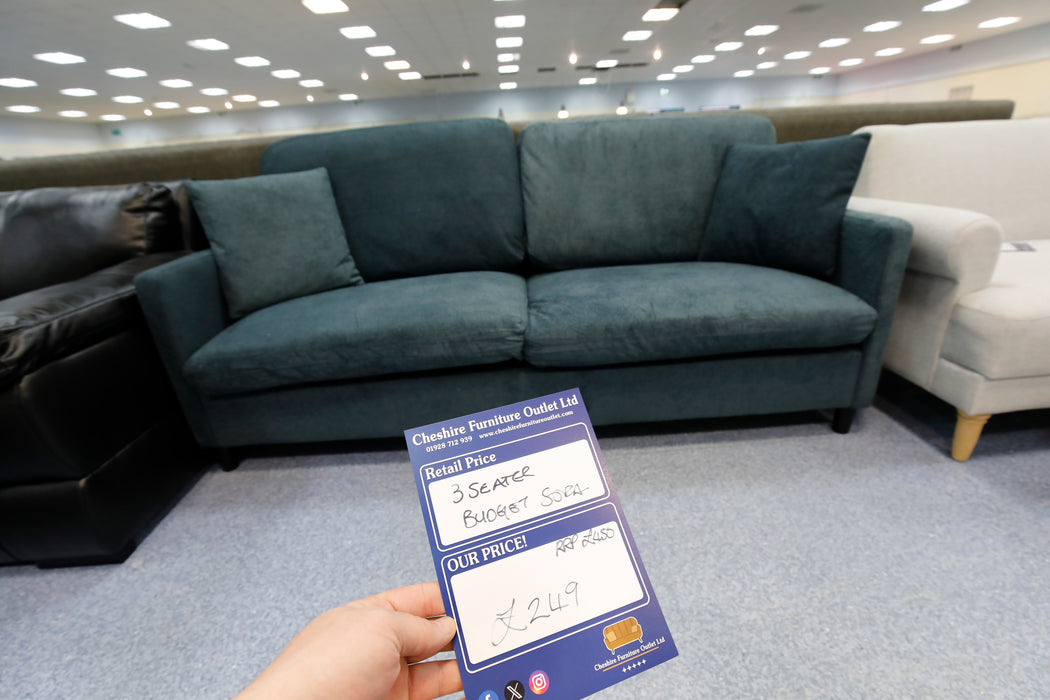 Cheshire Furniture Outlet Ltd
01928 712 939 www.cheshirefurnitureoutlet.com
Retail Price
3 SEATER
BUDGET SOFA
OUR PRICE!
RRP £450
£249
Cheshire Furniture Outlet Ltd